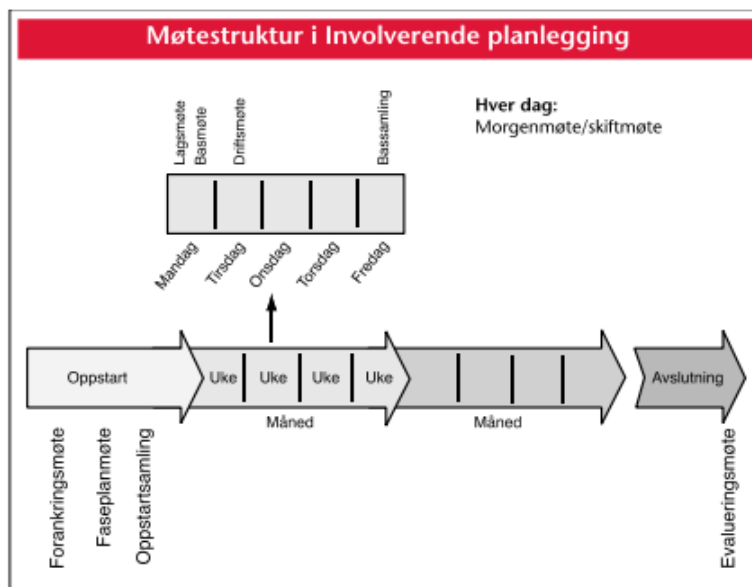 Møtestruktur i Involverende planlegging
Lagsmøte
Basmøte
Driftsmøte
Bassamling
Hver dag:
Morgenmøte/skiftmøte
Mandag
Tirsdag
Onsdag
Torsdag
Fredag
Oppstart
Uke
Uke
Uke
Uke
Avslutning
Måned
Måned
Forankringsmøte
Faseplanmøte
Oppstartsamling
Evalueringsmøte